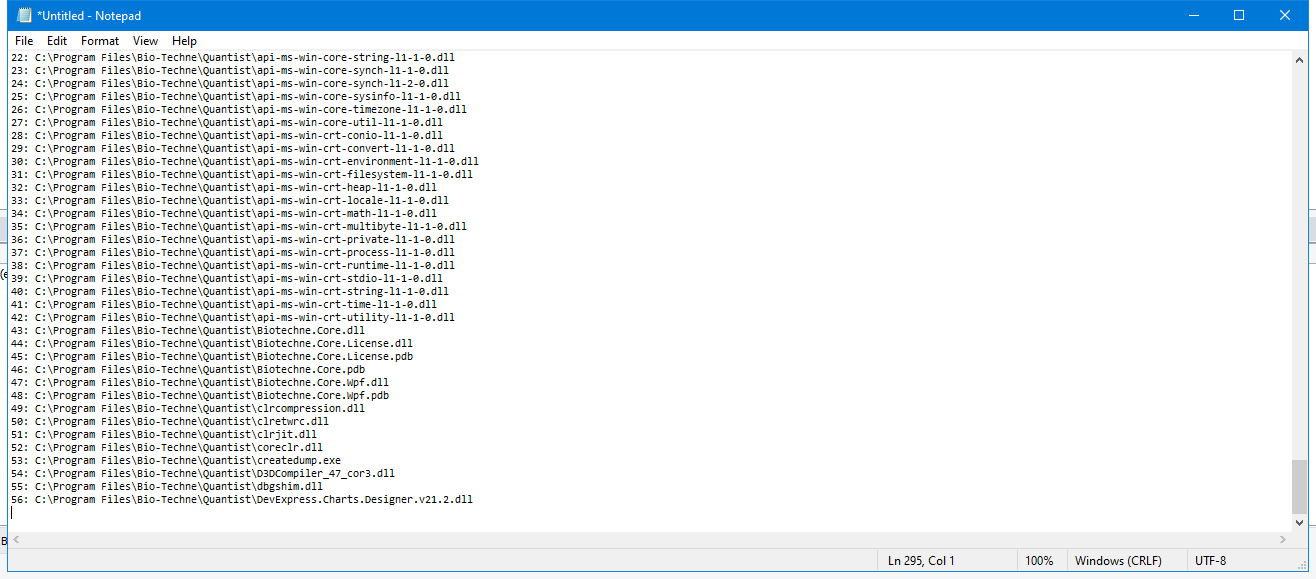 *Untitled - Notepad
File Edit Format View Help
22: C:\Program Files\Bio-Techne\Quantist\api-ms-win-core-string-l1-1-0.dll
23: C:\Program Files\Bio-Techne\Quantist\api-ms-win-core-synch-l1-1-0.dll
24: C:\Program Files\Bio-Techne\Quantist\api-ms-win-core-synch-l1-2-0.dll
25: C:\Program Files\Bio-Techne\Quantist\api-ms-win-core-sysinfo-l1-1-0.dll
26: C:\Program Files\Bio-Techne\Quantist\api-ms-win-core-timezone-l1-1-0.dll
27: C:\Program Files\Bio-Techne\Quantist\api-ms-win-core-util-l1-1-0.dll
28: C:\Program Files\Bio-Techne\Quantist\api-ms-win-crt-conio-l1-1-0.dll
29: C:\Program Files\Bio-Techne\Quantist\api-ms-win-crt-convert-l1-1-0.dll
30: C:\Program Files\Bio-Techne\Quantist\api-ms-win-crt-environment-l1-1-0.dll
31: C:\Program Files\Bio-Techne\Quantist\api-ms-win-crt-filesystem-l1-1-0.dll
32: C:\Program Files\Bio-Techne\Quantist\api-ms-win-crt-heap-l1-1-0.dll
33: C:\Program Files\Bio-Techne\Quantist\api-ms-win-crt-locale-l1-1-0.dll
34: C:\Program Files\Bio-Techne\Quantist\api-ms-win-crt-math-l1-1-0.dll
35: C:\Program Files\Bio-Techne\Quantist\api-ms-win-crt-multibyte-l1-1-0.dll
36: C:\Program Files\Bio-Techne\Quantist\api-ms-win-crt-private-l1-1-0.dll
37: C:\Program Files\Bio-Techne\Quantist\api-ms-win-crt-process-l1-1-0.dll
38: C:\Program Files\Bio-Techne\Quantist\api-ms-win-crt-runtime-l1-1-0.dll
39: C:\Program Files\Bio-Techne\Quantist\api-ms-win-crt-stdio-l1-1-0.dll
40: C:\Program Files\Bio-Techne\Quantist\api-ms-win-crt-string-l1-1-0.dll
41: C:\Program Files\Bio-Techne\Quantist\api-ms-win-crt-time-l1-1-0.dll
42: C:\Program Files\Bio-Techne\Quantist\api-ms-win-crt-utility-l1-1-0.dll
43: C:\Program Files\Bio-Techne\Quantist\Biotechne.Core.dll
44: C:\Program Files\Bio-Techne\Quantist\Biotechne.Core.License.dll
45: C:\Program Files\Bio-Techne\Quantist\Biotechne.Core.License.pdb
46: C:\Program Files\Bio-Techne\Quantist\Biotechne.Core.pdb
47: C:\Program Files\Bio-Techne\Quantist\Biotechne.Core.Wpf.dll
48: C:\Program Files\Bio-Techne\Quantist\Biotechne.Core.Wpf.pdb
49: C:\Program Files\Bio-Techne\Quantist\clrcompression.dll
50: C:\Program Files\Bio-Techne\Quantist\clretwrc.dll
51: C:\Program Files\Bio-Techne\Quantist\clrjit.dll
52: C:\Program Files\Bio-Techne\Quantist\coreclr.dll
53: C:\Program Files\Bio-Techne\Quantist\createdump.exe
54: C:\Program Files\Bio-Techne\Quantist\D3DCompiler_47_cor3.dll
55: C:\Program Files\Bio-Techne\Quantist\dbgshim.dll
56: C:\Program Files\Bio-Techne\Quantist\DevExpress.Charts.Designer.v21.2.dll
Ln 295, Col 1 100% Windows (CRLF) UTF-8